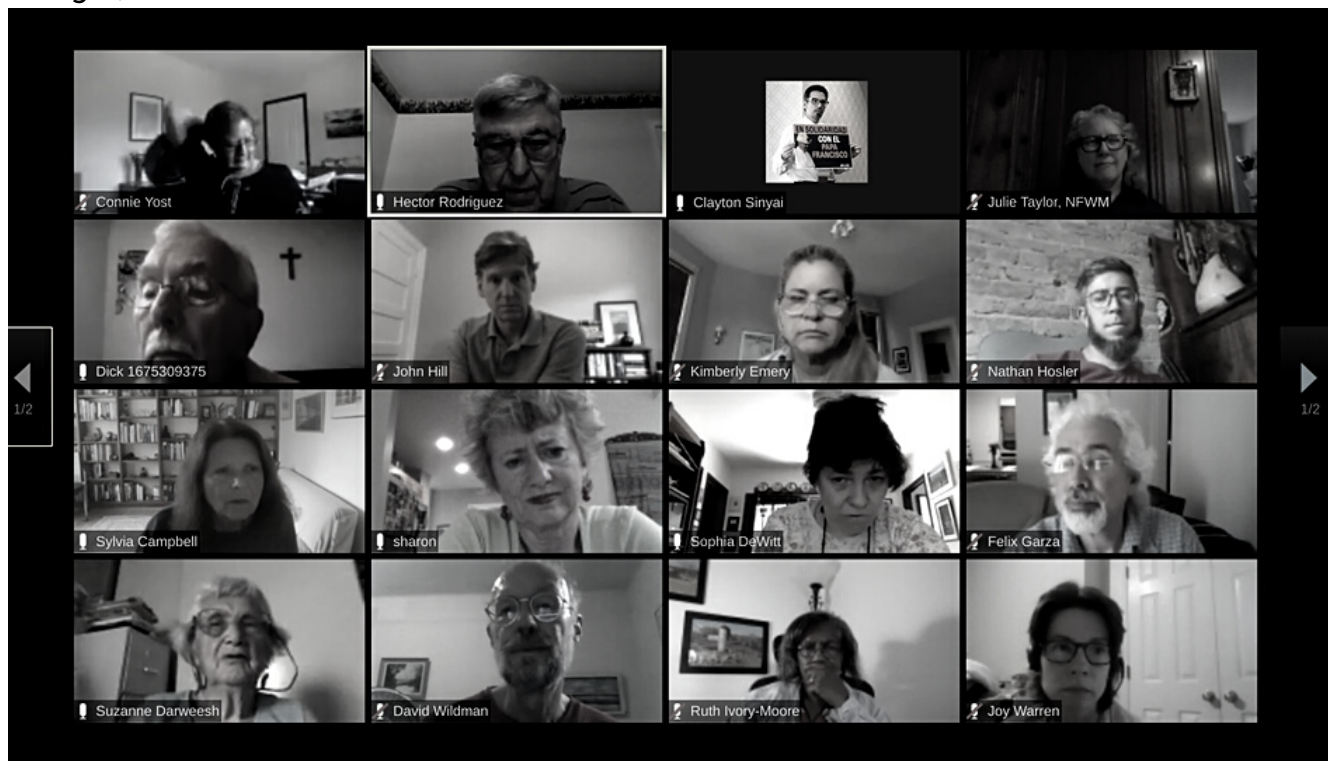 Connie Yost
Hector Rodriguez
EN SOLIDARIDAD
CON EL
PAPA
FRANCISCO
Clayton Sinyai
Julie Taylor, NFWM
Dick 1675309375
John Hill
Kimberly Emery
Nathan Hosler
1/2
1/2
Sylvia Campbell
sharon
Sophia DeWitt
Felix Garza
Suzanne Darweesh
David Wildman
Ruth Ivory-Moore
Joy Warren